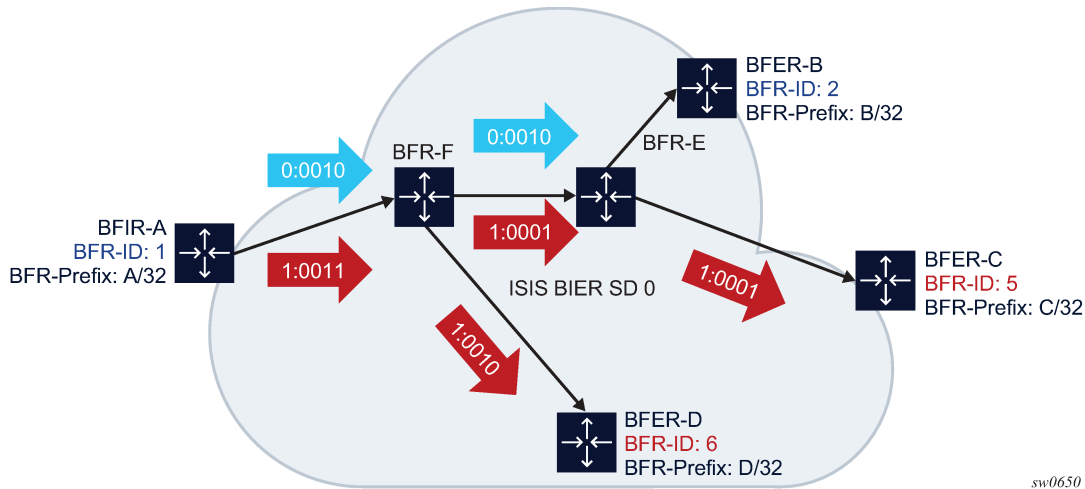 BFER-B
BFR-ID: 2
BFR-Prefix: B/32
0:0010
0:0010
BFR-E
BFR-F
BFIR-A
BFR-ID: 1
BFR-Prefix: A/32
1:0011
1:0001
1:0001
ISIS BIER SD 0
BFER-C
BFR-ID: 5
BFR-Prefix: C/32
1:0010
BFER-D
BFR-ID: 6
BFR-Prefix: D/32
sw0650